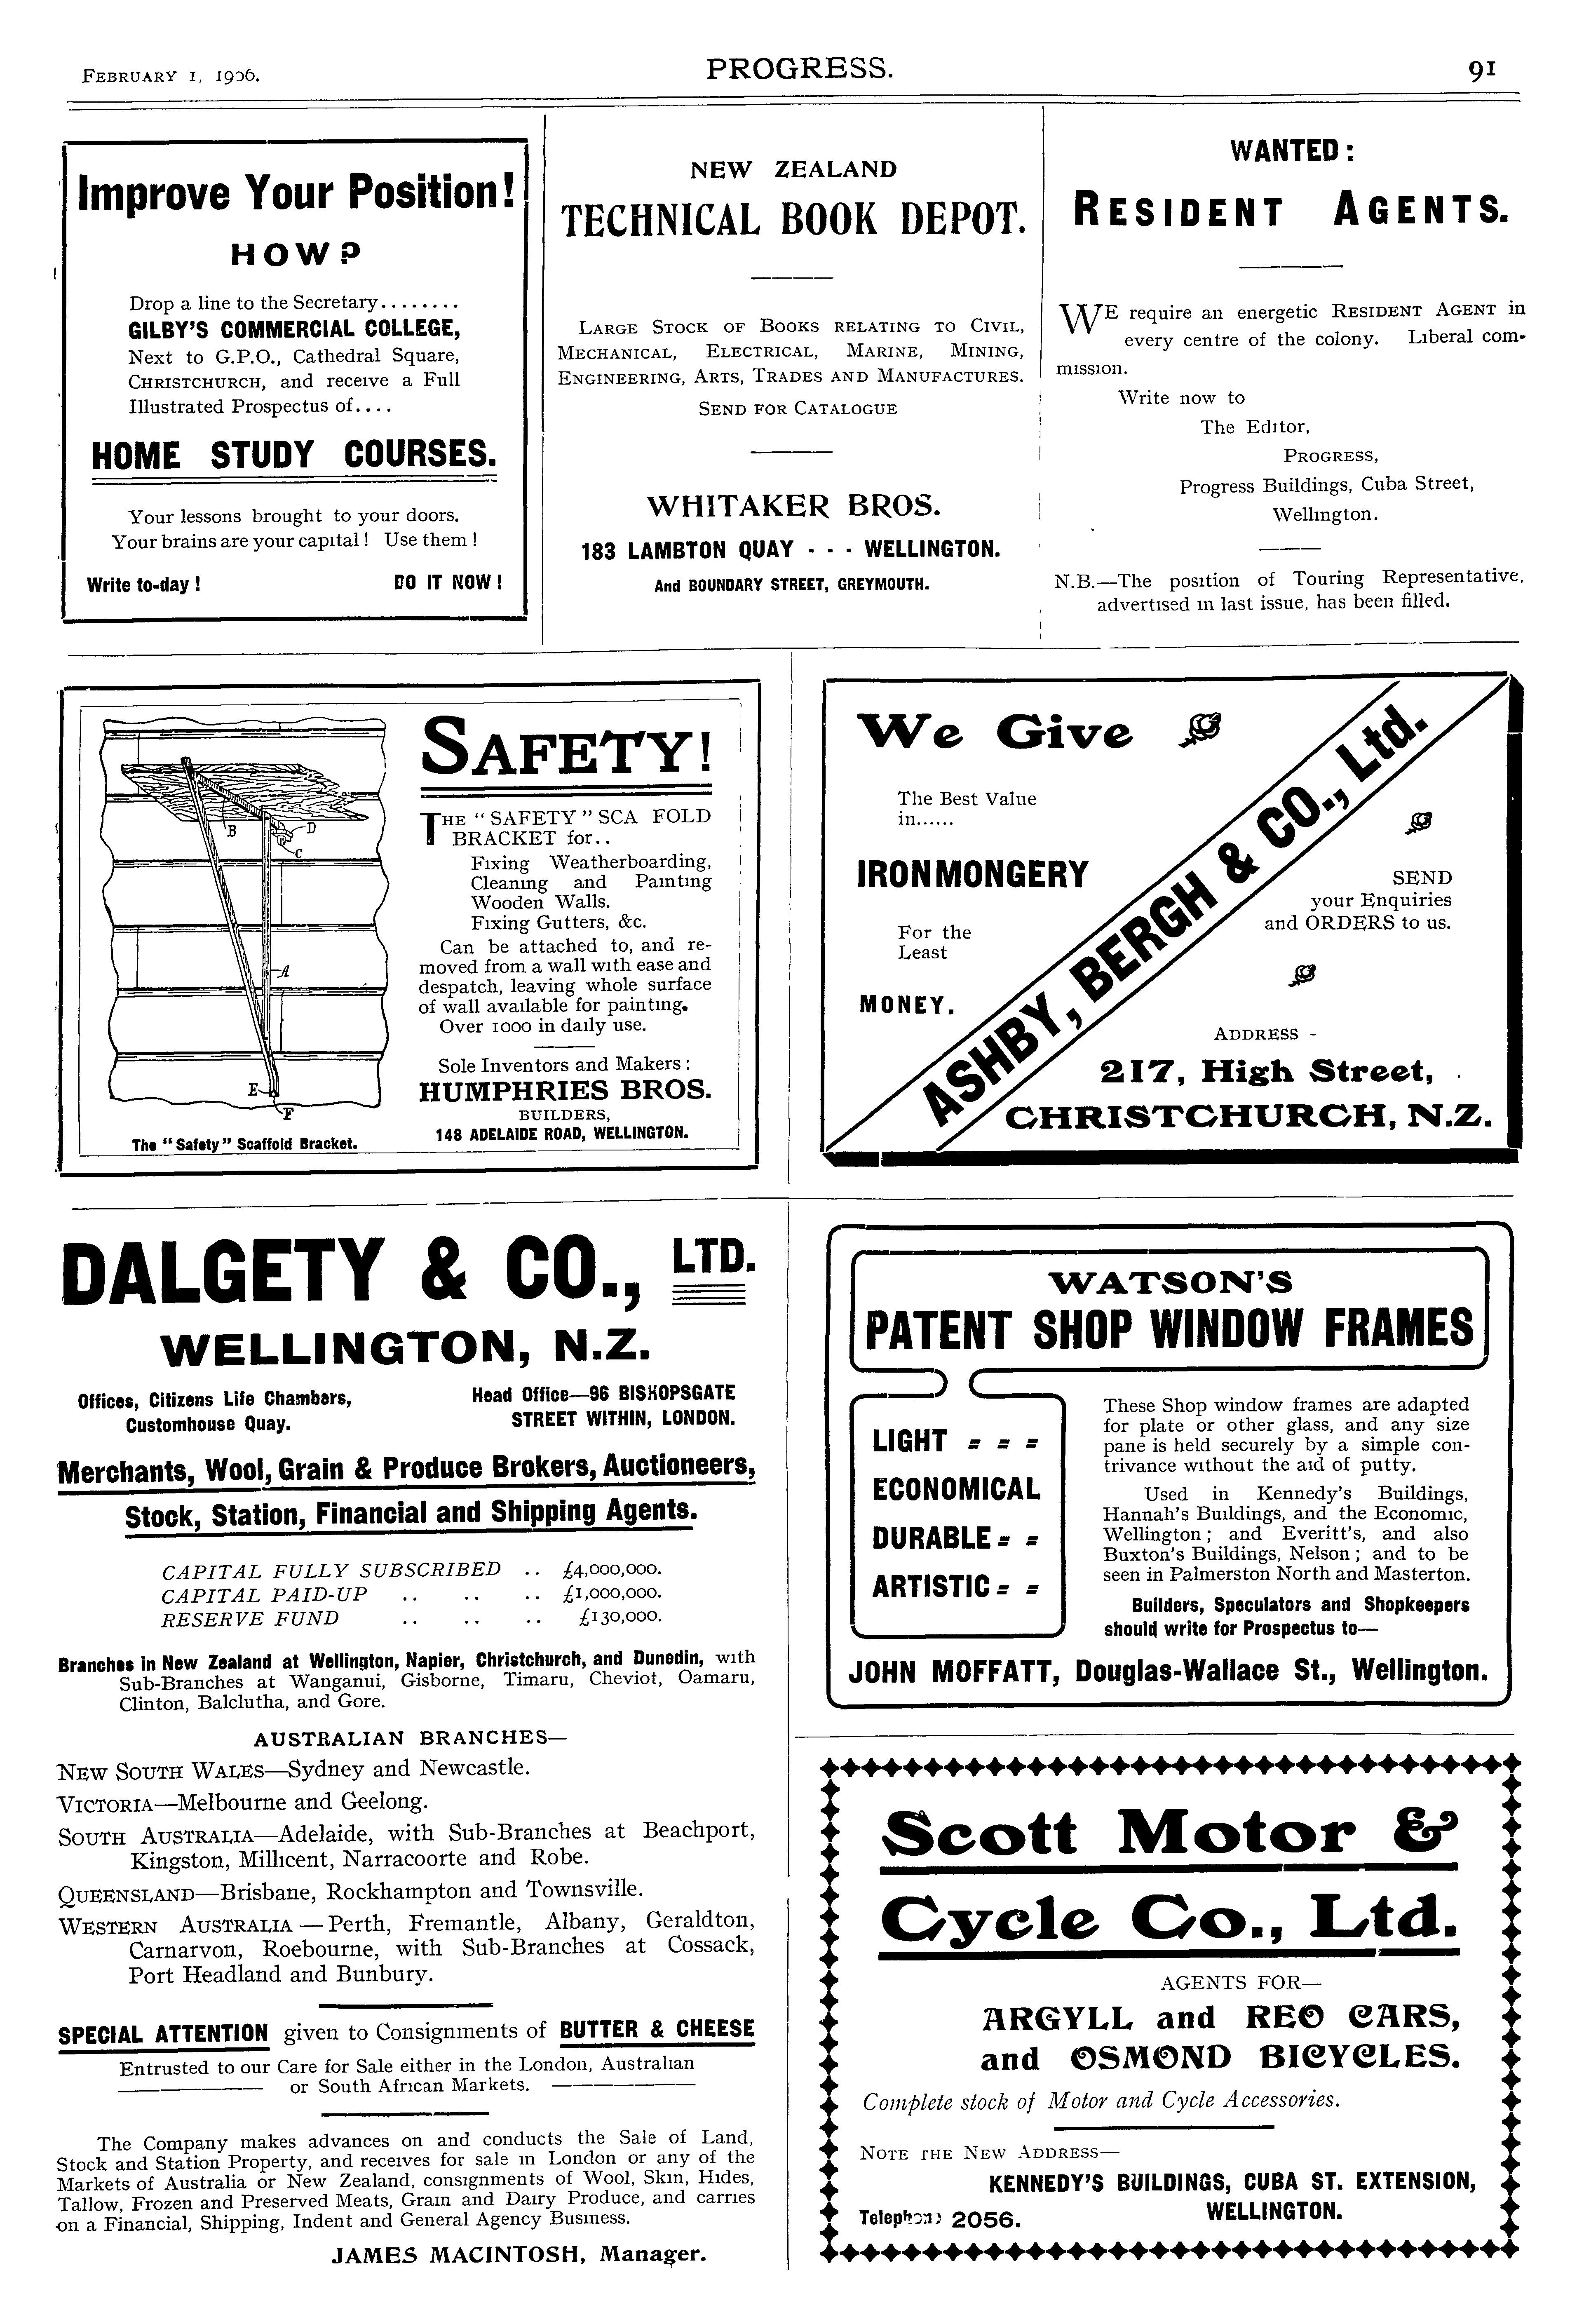 FEBRUARY 1, 1906.
PROGRESS.
91
Improve Your Position!
HOW?
Drop a line to the Secretary........
GILBY'S COMMERCIAL COLLEGE,
Next to G.P.O., Cathedral Square,
CHRISTCHURCH, and receive a Full
Illustrated Prospectus of....
HOME STUDY COURSES.
Your lessons brought to your doors.
Your brains are your capital! Use them!
Write to-day! DO IT NOW!
NEW ZEALAND
TECHNICAL BOOK DEPOT.
LARGE STOCK OF BOOKS RELATING TO CIVIL,
MECHANICAL, ELECTRICAL, MARINE, MINING,
ENGINEERING, ARTS, TRADES AND MANUFACTURES.
SEND FOR CATALOGUE
WHITAKER BROS.
183 LAMBTON QUAY - - - WELLINGTON.
And BOUNDARY STREET, GREYMOUTH.
WANTED:
RESIDENT AGENTS.
WE require an energetic RESIDENT AGENT in
every centre of the colony. Liberal com-
mission.
Write now to
The Editor,
PROGRESS,
Progress Buildings, Cuba Street,
Wellington.
N.B.—The position of Touring Representative,
advertised in last issue, has been filled.
B
D
C
A
E
F
The "Safety" Scaffold Bracket.
SAFETY!
THE "SAFETY" SCA FOLD
BRACKET for..
Fixing Weatherboarding,
Cleaning and Painting
Wooden Walls.
Fixing Gutters, &c.
Can be attached to, and re-
moved from a wall with ease and
despatch, leaving whole surface
of wall available for painting.
Over 1000 in daily use.
Sole Inventors and Makers:
HUMPHRIES BROS.
BUILDERS,
148 ADELAIDE ROAD, WELLINGTON.
We Give
The Best Value
in......
IRONMONGERY
For the
Least
MONEY.
ASHBY, BERGH & CO., Ltd.
SEND
your Enquiries
and ORDERS to us.
ADDRESS -
217, High Street,
CHRISTCHURCH, N.Z.
DALGETY & CO., LTD.
WELLINGTON, N.Z.
Offices, Citizens Life Chambers,
Customhouse Quay.
Head Office—96 BISHOPSGATE
STREET WITHIN, LONDON.
Merchants, Wool, Grain & Produce Brokers, Auctioneers,
Stock, Station, Financial and Shipping Agents.
CAPITAL FULLY SUBSCRIBED .. £4,000,000.
CAPITAL PAID-UP .. .. .. £1,000,000.
RESERVE FUND .. .. .. £130,000.
Branches in New Zealand at Wellington, Napier, Christchurch, and Dunedin, with
Sub-Branches at Wanganui, Gisborne, Timaru, Cheviot, Oamaru,
Clinton, Balclutha, and Gore.
AUSTRALIAN BRANCHES—
NEW SOUTH WALES—Sydney and Newcastle.
VICTORIA—Melbourne and Geelong.
SOUTH AUSTRALIA—Adelaide, with Sub-Branches at Beachport,
Kingston, Millicent, Narracoorte and Robe.
QUEENSLAND—Brisbane, Rockhampton and Townsville.
WESTERN AUSTRALIA—Perth, Fremantle, Albany, Geraldton,
Carnarvon, Roebourne, with Sub-Branches at Cossack,
Port Headland and Bunbury.
SPECIAL ATTENTION given to Consignments of BUTTER & CHEESE
Entrusted to our Care for Sale either in the London, Australian
or South African Markets.
The Company makes advances on and conducts the Sale of Land,
Stock and Station Property, and receives for sale in London or any of the
Markets of Australia or New Zealand, consignments of Wool, Skin, Hides,
Tallow, Frozen and Preserved Meats, Grain and Dairy Produce, and carries
on a Financial, Shipping, Indent and General Agency Business.
JAMES MACINTOSH, Manager.
WATSON'S
PATENT SHOP WINDOW FRAMES
LIGHT = = =
ECONOMICAL
DURABLE = =
ARTISTIC = =
These Shop window frames are adapted
for plate or other glass, and any size
pane is held securely by a simple con-
trivance without the aid of putty.
Used in Kennedy's Buildings,
Hannah's Buildings, and the Economic,
Wellington; and Everitt's, and also
Buxton's Buildings, Nelson; and to be
seen in Palmerston North and Masterton.
Builders, Speculators and Shopkeepers
should write for Prospectus to—
JOHN MOFFATT, Douglas-Wallace St., Wellington.
Scott Motor &
Cycle Co., Ltd.
AGENTS FOR—
ARGYLL and REO CARS,
and OSMOND BICYCLES.
Complete stock of Motor and Cycle Accessories.
NOTE THE NEW ADDRESS—
KENNEDY'S BUILDINGS, CUBA ST. EXTENSION,
WELLINGTON.
Telephone 2056.